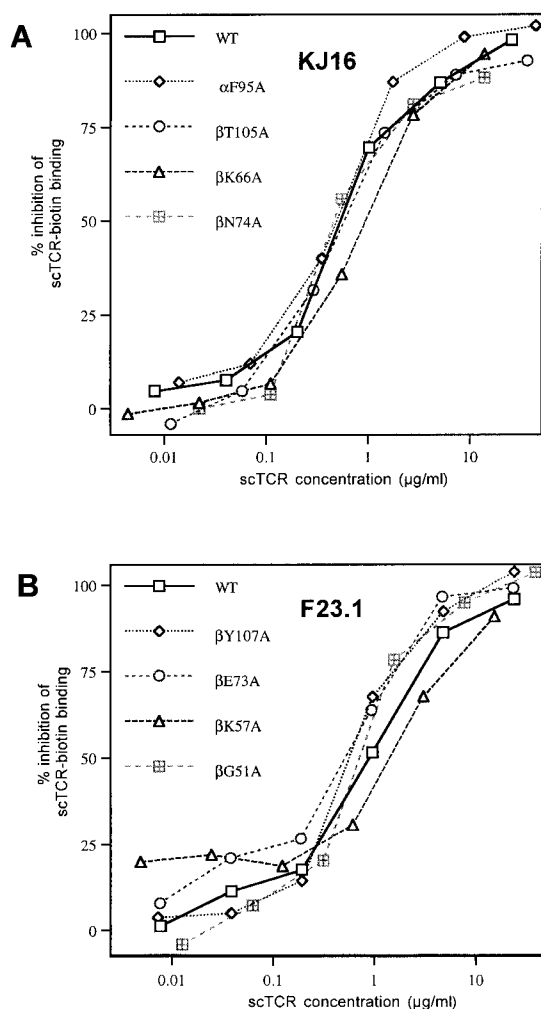 A
KJ16
WT
αF95A
βT105A
βK66A
βN74A
100
75
50
25
0
% inhibition of
scTCR-biotin binding
0.01 0.1 1 10
scTCR concentration (µg/ml)
B
F23.1
WT
βY107A
βE73A
βK57A
βG51A
100
75
50
25
0
% inhibition of
scTCR-biotin binding
0.01 0.1 1 10
scTCR concentration (µg/ml)